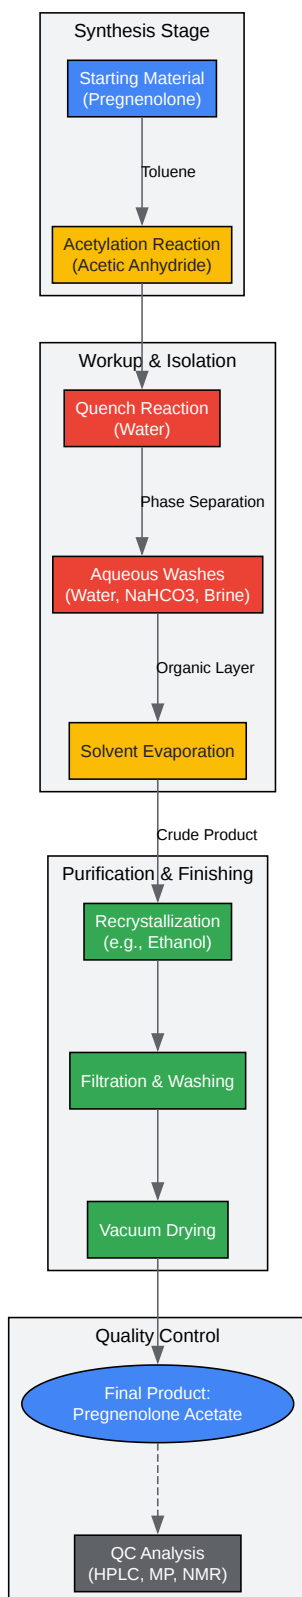 Synthesis Stage
Starting Material
(Pregnenolone)
Toluene
Acetylation Reaction
(Acetic Anhydride)
Workup & Isolation
Quench Reaction
(Water)
Phase Separation
Aqueous Washes
(Water, NaHCO3, Brine)
Organic Layer
Solvent Evaporation
Crude Product
Purification & Finishing
Recrystallization
(e.g., Ethanol)
Filtration & Washing
Vacuum Drying
Quality Control
Final Product:
Pregnenolone Acetate
QC Analysis
(HPLC, MP, NMR)